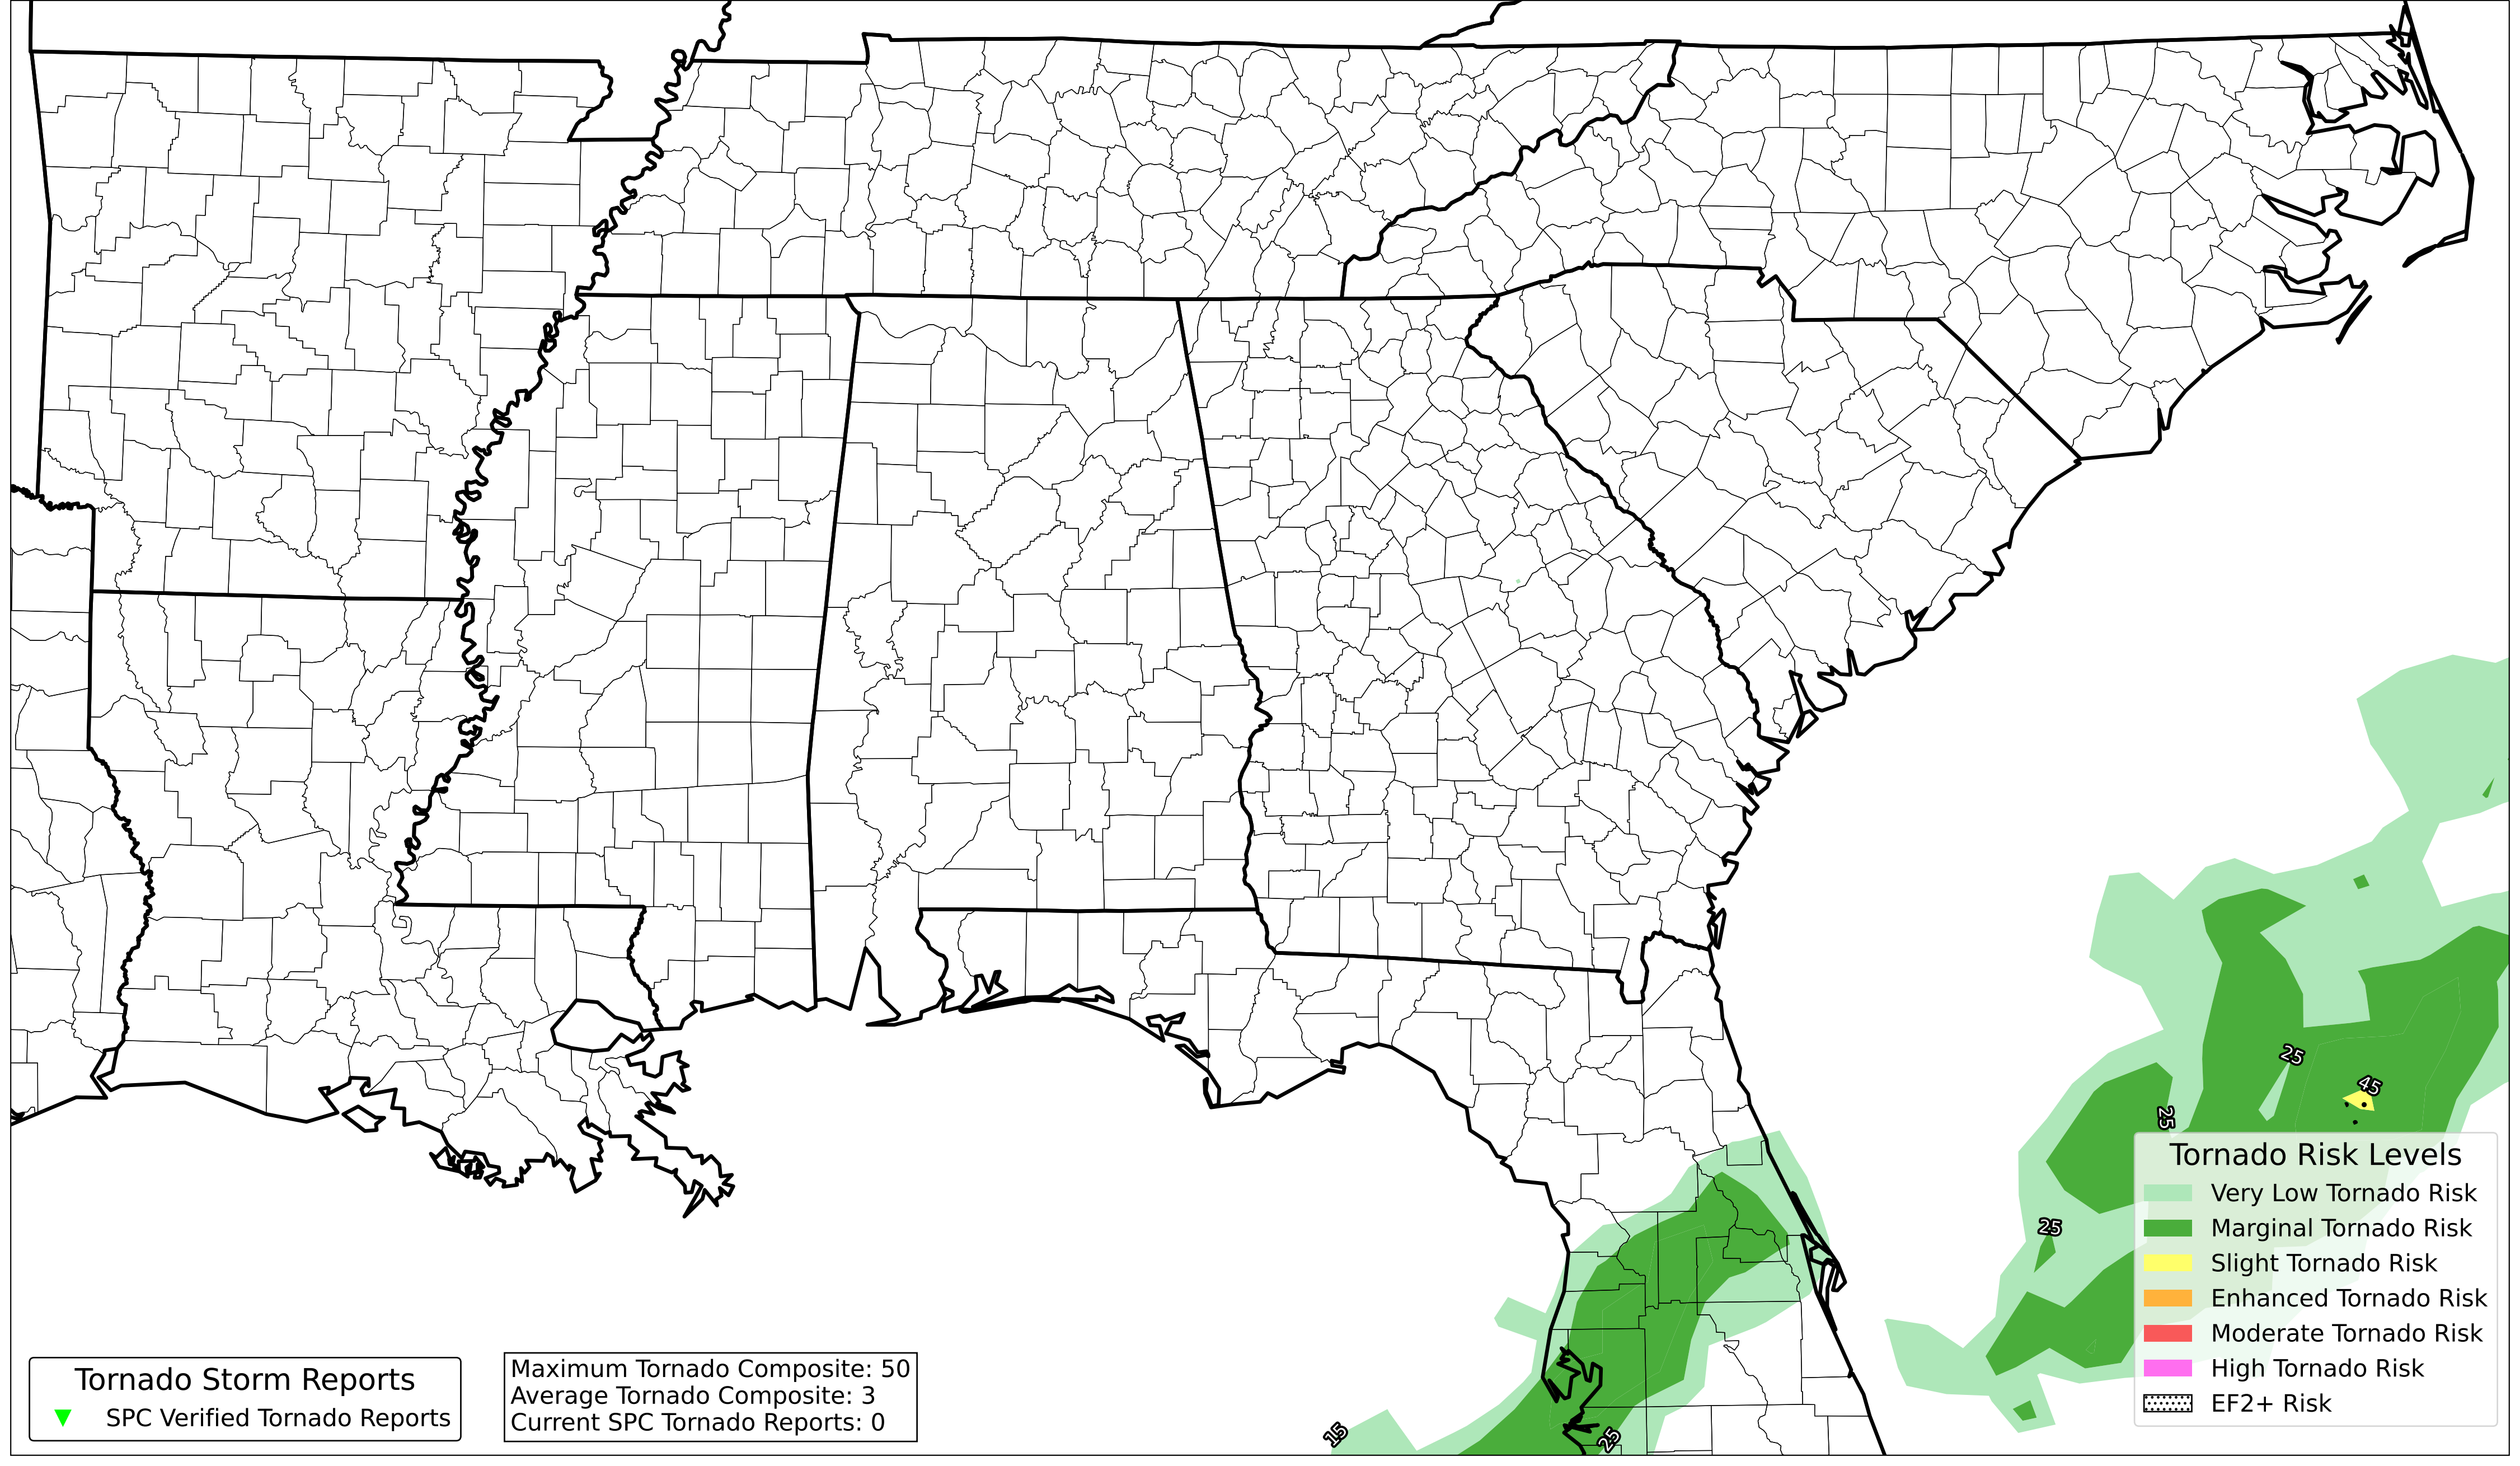 25
45
25
25
15
25
Tornado Risk Levels
Very Low Tornado Risk
Marginal Tornado Risk
Slight Tornado Risk
Enhanced Tornado Risk
Moderate Tornado Risk
High Tornado Risk
EF2+ Risk
Tornado Storm Reports
SPC Verified Tornado Reports
Maximum Tornado Composite: 50
Average Tornado Composite: 3
Current SPC Tornado Reports: 0